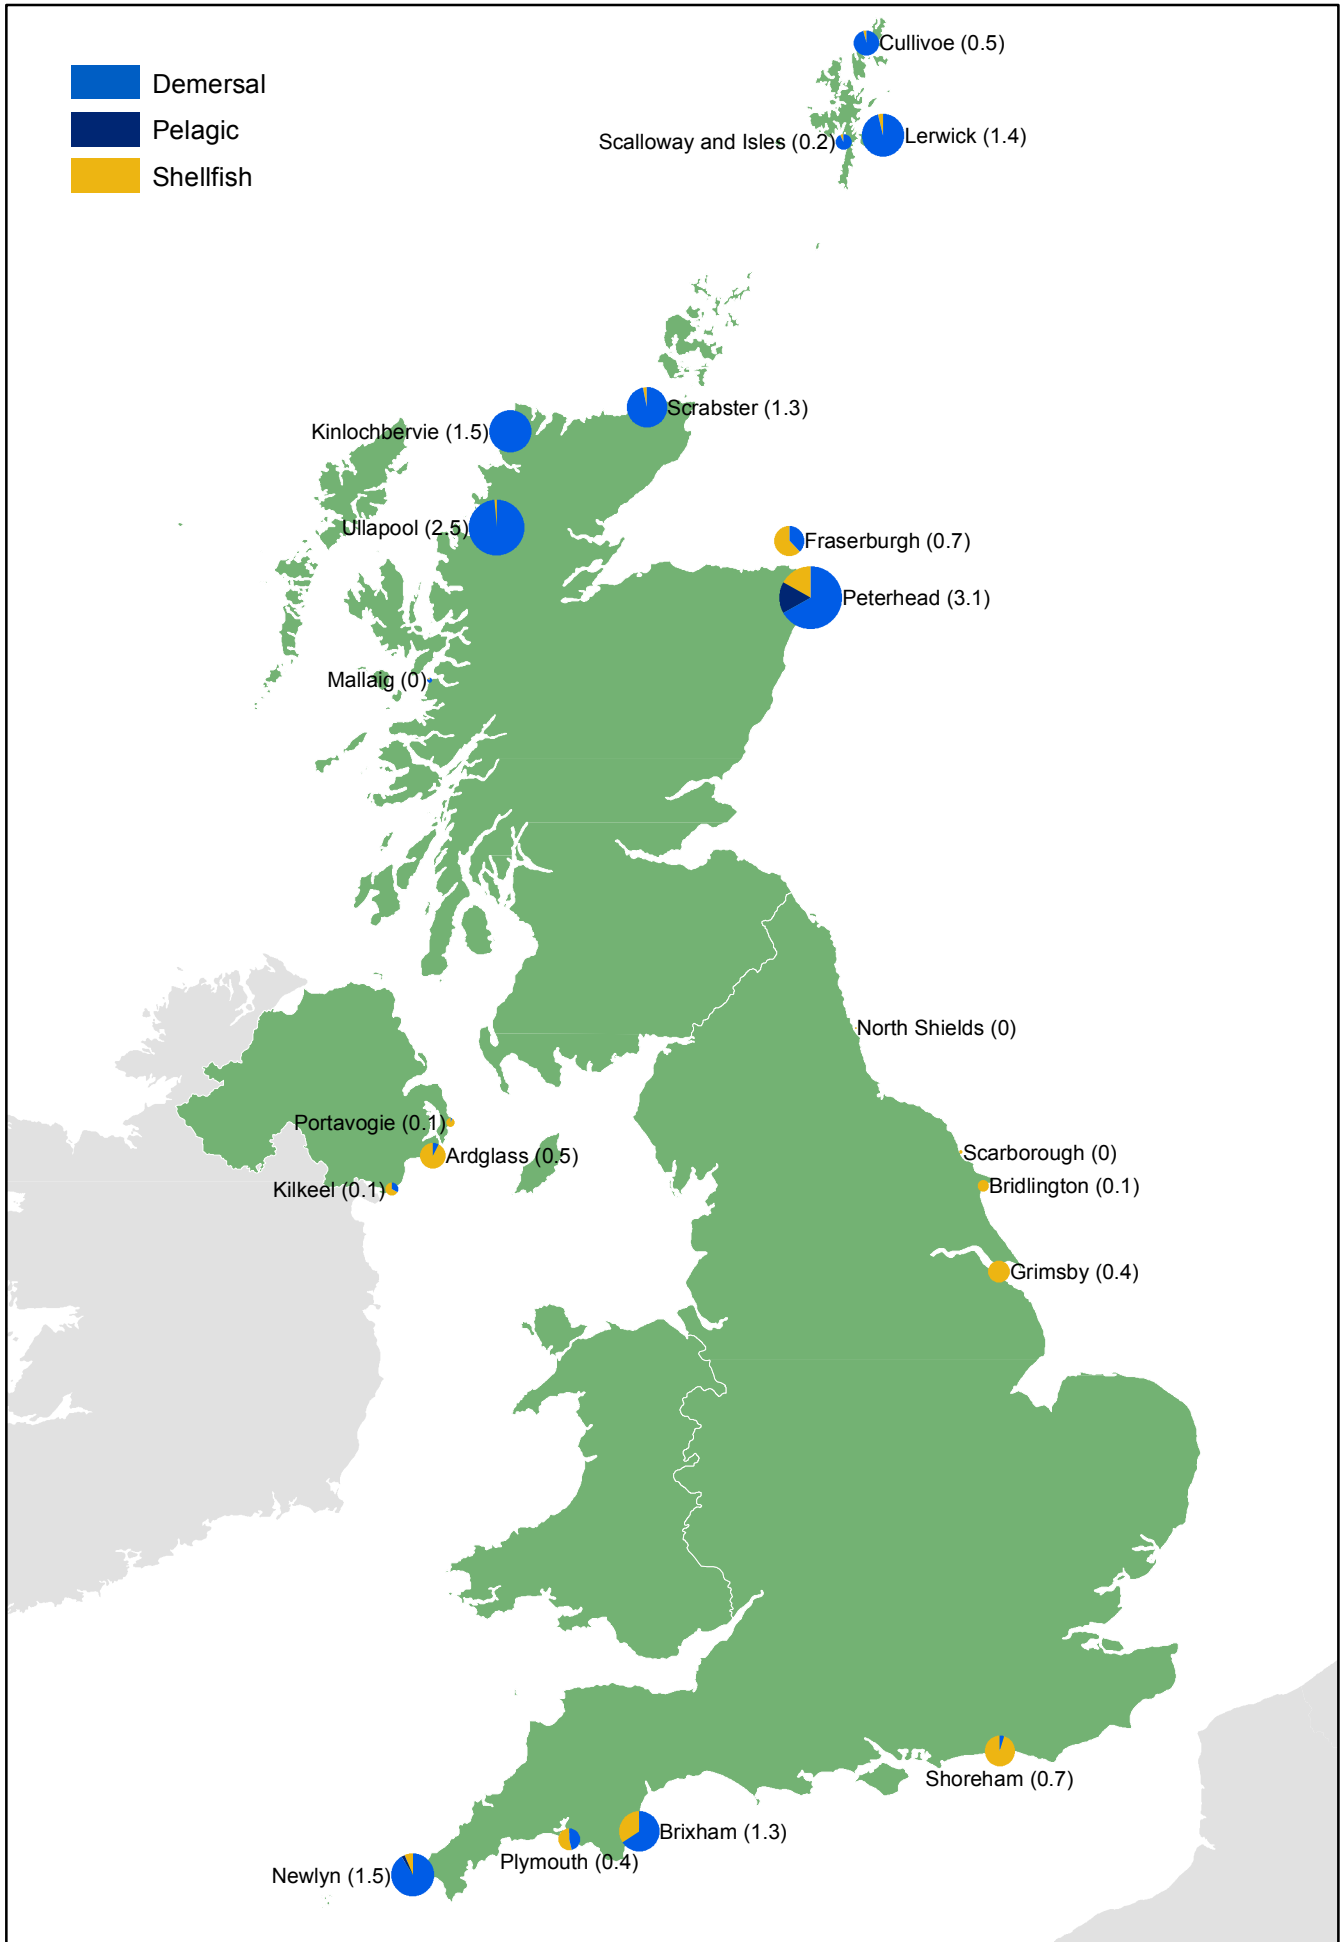 Cullivoe (0.5)
Demersal
Pelagic
Shellfish
Scalloway and Isles (0.2)
Lerwick (1.4)
Scrabster (1.3)
Kinlochbervie (1.5)
Ullapool (2.5)
Fraserburgh (0.7)
Peterhead (3.1)
Mallaig (0)
North Shields (0)
Portavogie (0.1)
Ardglass (0.5)
Scarborough (0)
Kilkeel (0.1)
Bridlington (0.1)
Grimsby (0.4)
Shoreham (0.7)
Brixham (1.3)
Plymouth (0.4)
Newlyn (1.5)